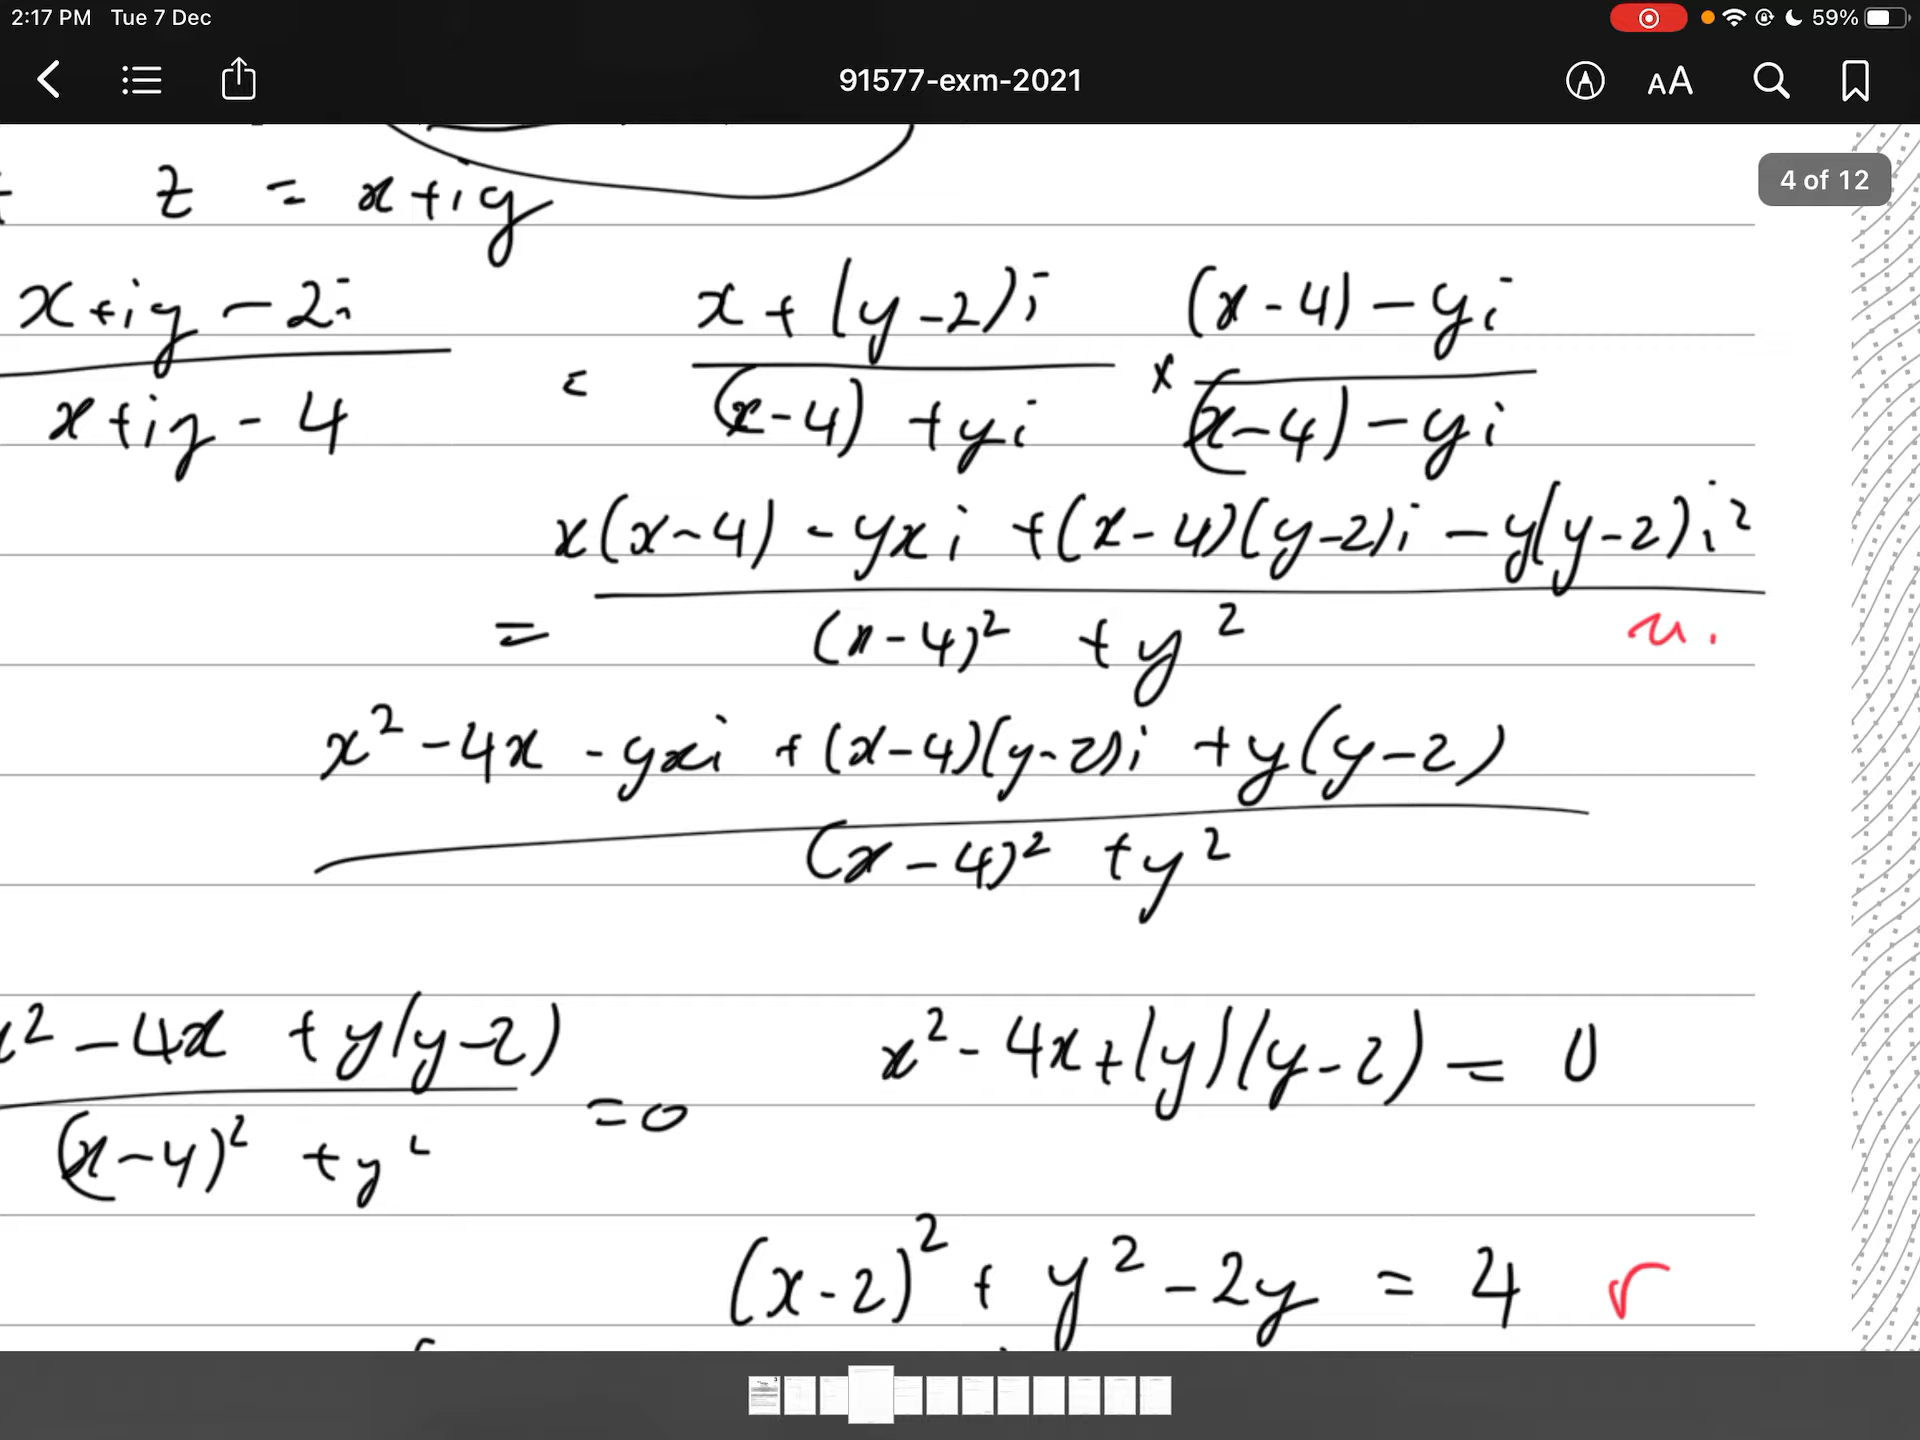 2:17 PM Tue 7 Dec
59%
91577-exm-2021
AA
4 of 12
z = x+iy
x+iy-2i / x+iy-4 = x+(y-2)i / (x-4)+yi × (x-4)-yi / (x-4)-yi
= x(x-4) - yxi + (x-4)(y-2)i - y(y-2)i² / (x-4)² + y²
x² - 4x - yxi + (x-4)(y-2)i + y(y-2) / (x-4)² + y²
x² - 4x + y(y-2) / (x-4)² + y² = 0
x² - 4x + (y)(y-2) = 0
(x-2)² + y² - 2y = 4 r